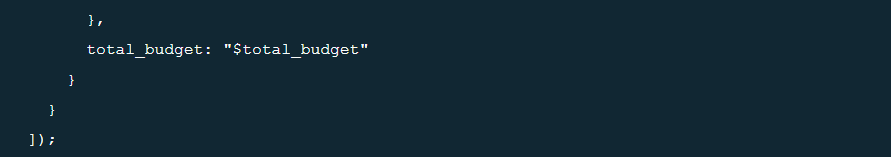 },
total_budget: "$total_budget"
}
}
]);